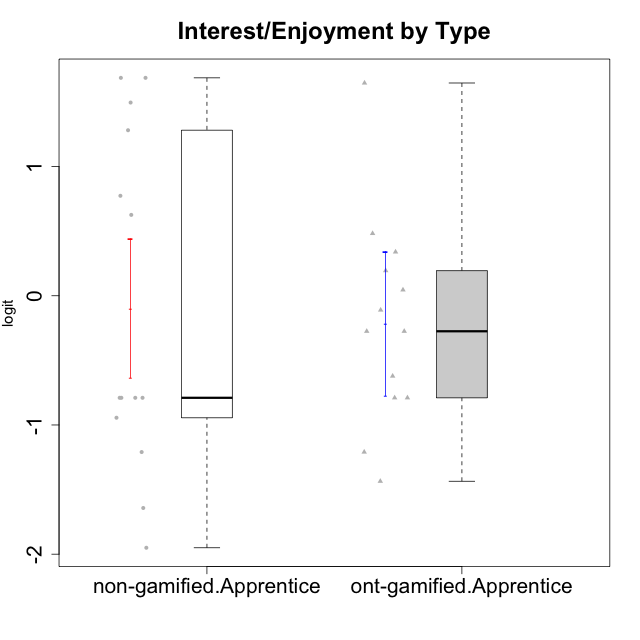 Interest/Enjoyment by Type
logit
1
0
-1
-2
non-gamified.Apprentice
ont-gamified.Apprentice